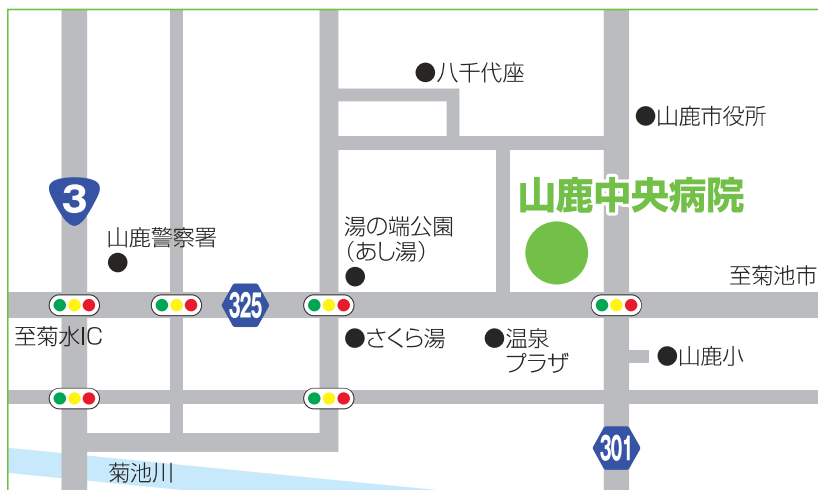 八千代座
山鹿市役所
3
山鹿中央病院
山鹿警察署
湯の端公園
（あし湯）
至菊池市
325
至菊水IC
さくら湯
温泉
プラザ
山鹿小
301
菊池川